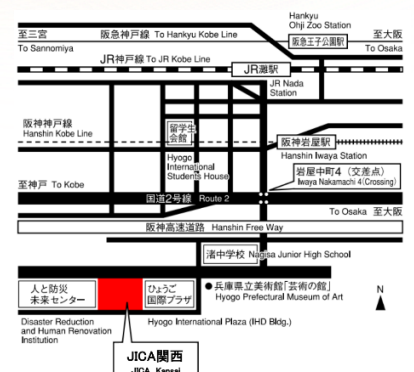 Hankyu
Ohji Zoo Station
至三宮
阪急神戸線 To Hankyu Kobe Line
阪急王子公園駅
至大阪
To Sannomiya
To Osaka
JR神戸線 To JR Kobe Line
JR灘駅
JR Nada
Station
阪神神戸線
Hanshin Kobe Line
留学生
会館
阪神岩屋駅
Hanshin Iwaya Station
Hyogo
International
Students House
岩屋中町4(交差点)
Iwaya Nakamachi 4(Crossing)
至神戸 To Kobe
国道2号線 Route 2
To Osaka 至大阪
阪神高速道路 Hanshin Free Way
渚中学校 Nagisa Junior High School
人と防災
未来センター
ひょうご
国際プラザ
●兵庫県立美術館「芸術の館」
Hyogo Prefectural Museum of Art
N
Disaster Reduction
and Human Renovation
Institution
Hyogo International Plaza (IHD Bldg.)
JICA関西
JICA Kansai